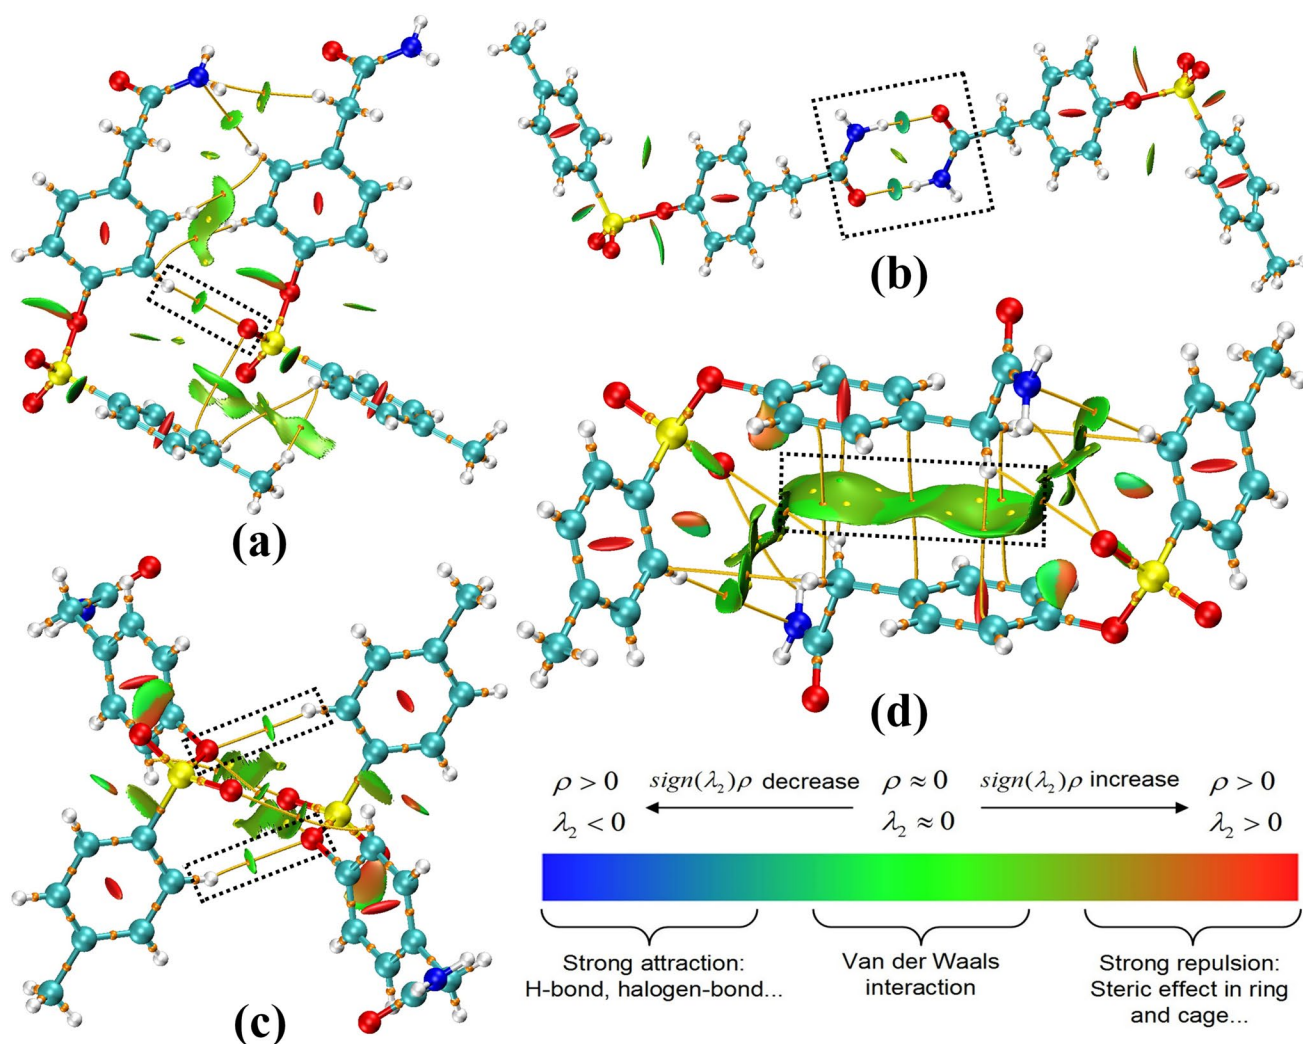 (a)
(b)
(c)
(d)
ρ > 0 sign(λ₂)ρ decrease ρ ≈ 0 sign(λ₂)ρ increase ρ > 0
λ₂ < 0 λ₂ ≈ 0 λ₂ > 0
Strong attraction:
H-bond, halogen-bond...
Van der Waals
interaction
Strong repulsion:
Steric effect in ring
and cage...